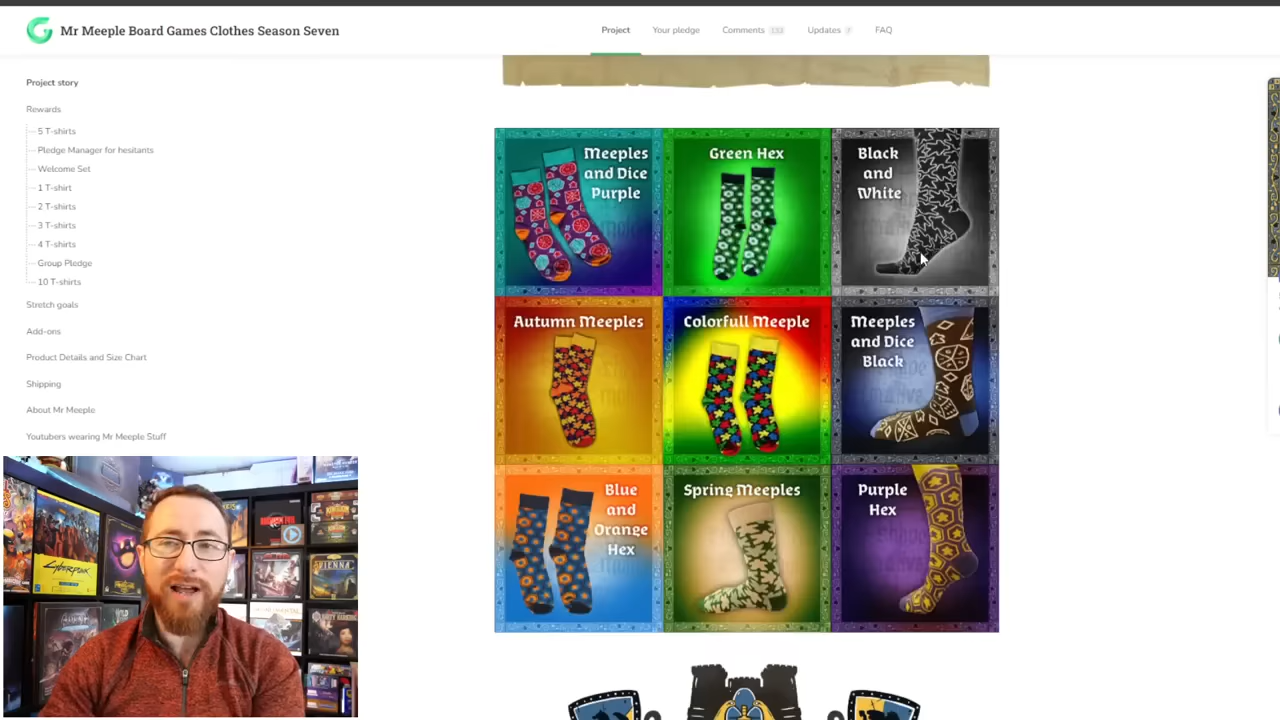 Mr Meeple Board Games Clothes Season Seven
Project
Your pledge
Comments 132
Updates 7
FAQ
Project story
Rewards
5 T-shirts
Pledge Manager for hesitants
Welcome Set
1 T-shirt
2 T-shirts
3 T-shirts
4 T-shirts
Group Pledge
10 T-shirts
Stretch goals
Add-ons
Product Details and Size Chart
Shipping
About Mr Meeple
Youtubers wearing Mr Meeple Stuff
Meeples
and Dice
Purple
Green Hex
Black
and
White
Autumn Meeples
Colorfull Meeple
Meeples
and Dice
Black
Blue
and
Orange
Hex
Spring Meeples
Purple
Hex
CYBERPUNK
VIENNA